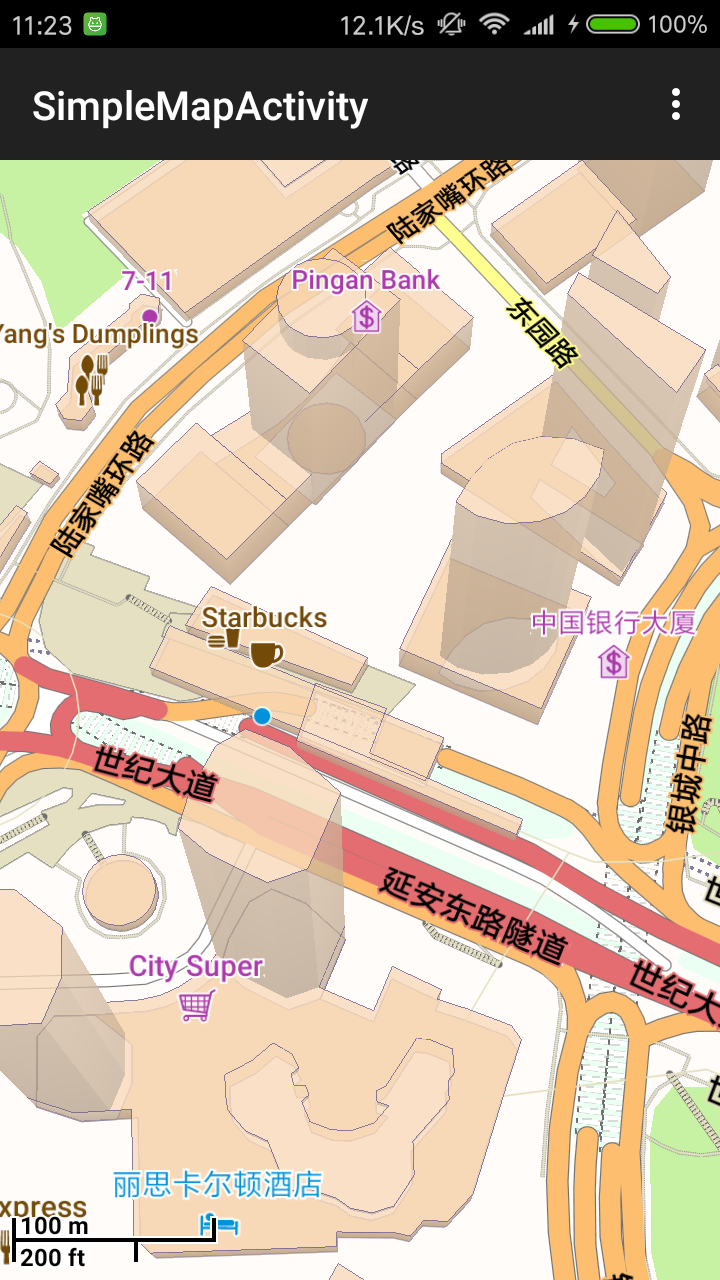 11:23 12.1K/s 100%
SimpleMapActivity
陆家嘴环路
7-11
Pingan Bank
Yang's Dumplings
东园路
陆家嘴环路
Starbucks
中国银行大厦
银城中路
世纪大道
延安东路隧道
City Super
世纪大
丽思卡尔顿酒店
xpress
100 m
200 ft